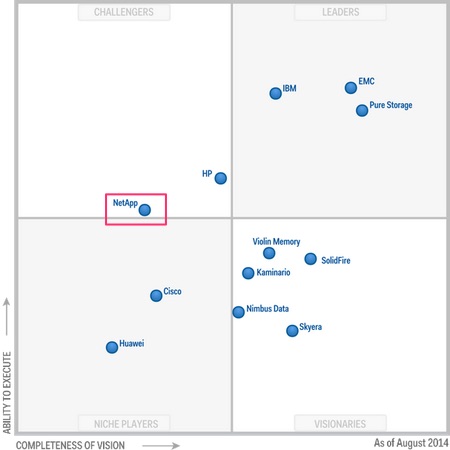 CHALLENGERS
LEADERS
IBM
EMC
Pure Storage
HP
NetApp
Violin Memory
SolidFire
Kaminario
Cisco
Nimbus Data
Skyera
Huawei
ABILITY TO EXECUTE
NICHE PLAYERS
VISIONARIES
COMPLETENESS OF VISION
As of August 2014